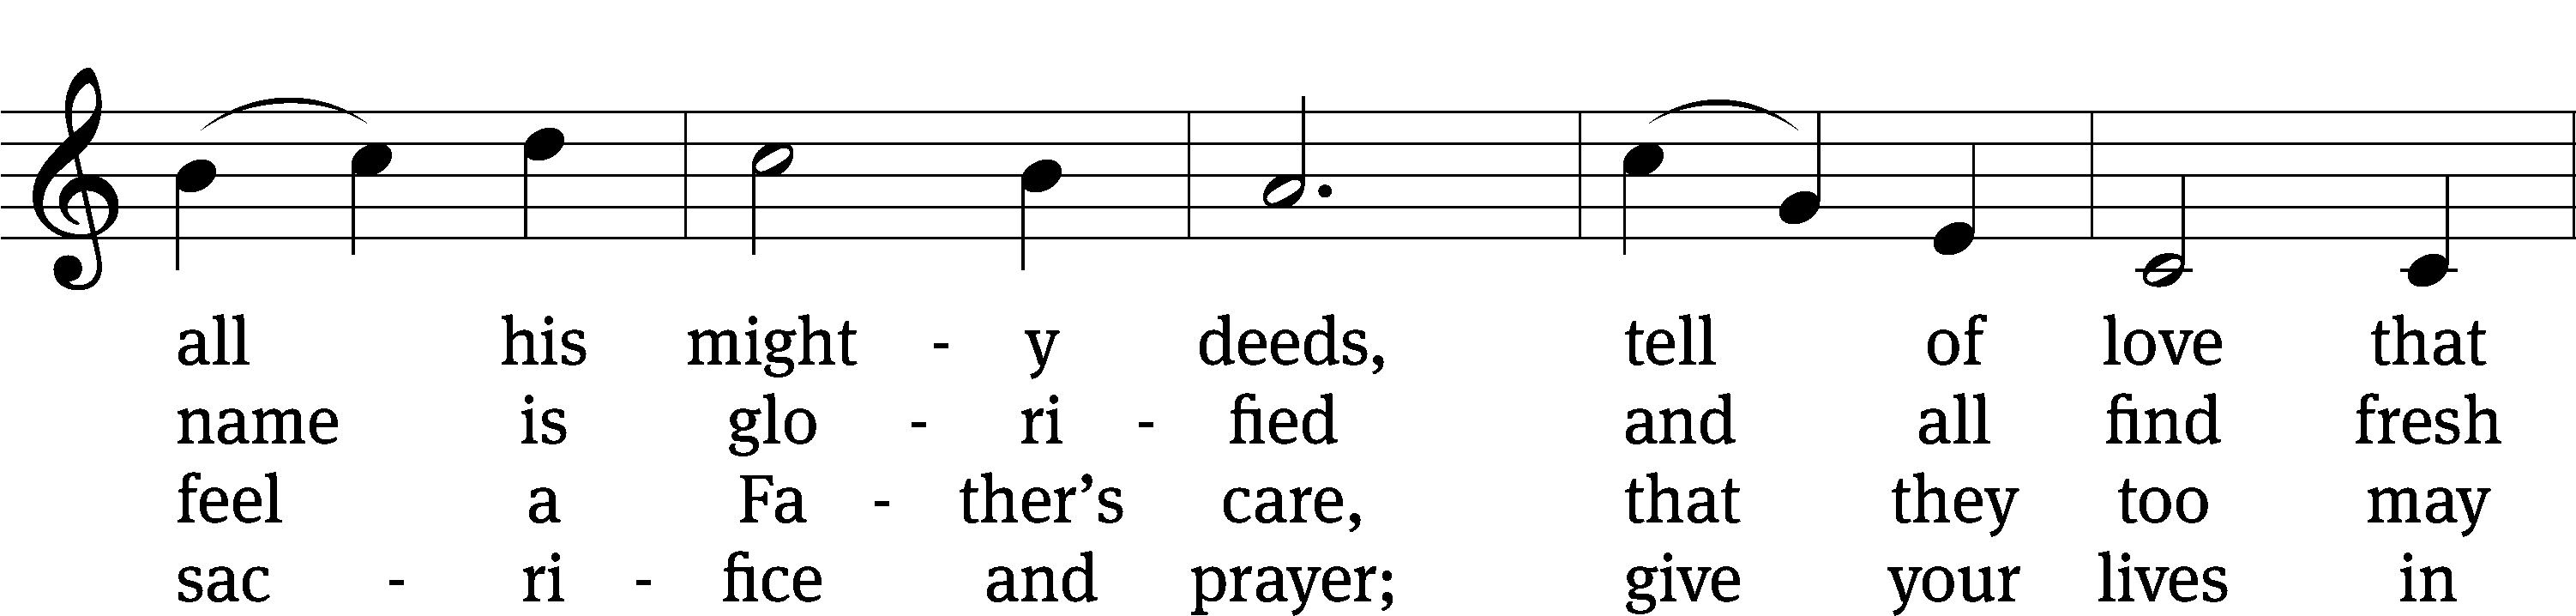 all his might - y deeds, tell of love that
name is glo - ri - fied and all find fresh
feel a Fa - ther’s care, that they too may
sac - ri - fice and prayer; give your lives in